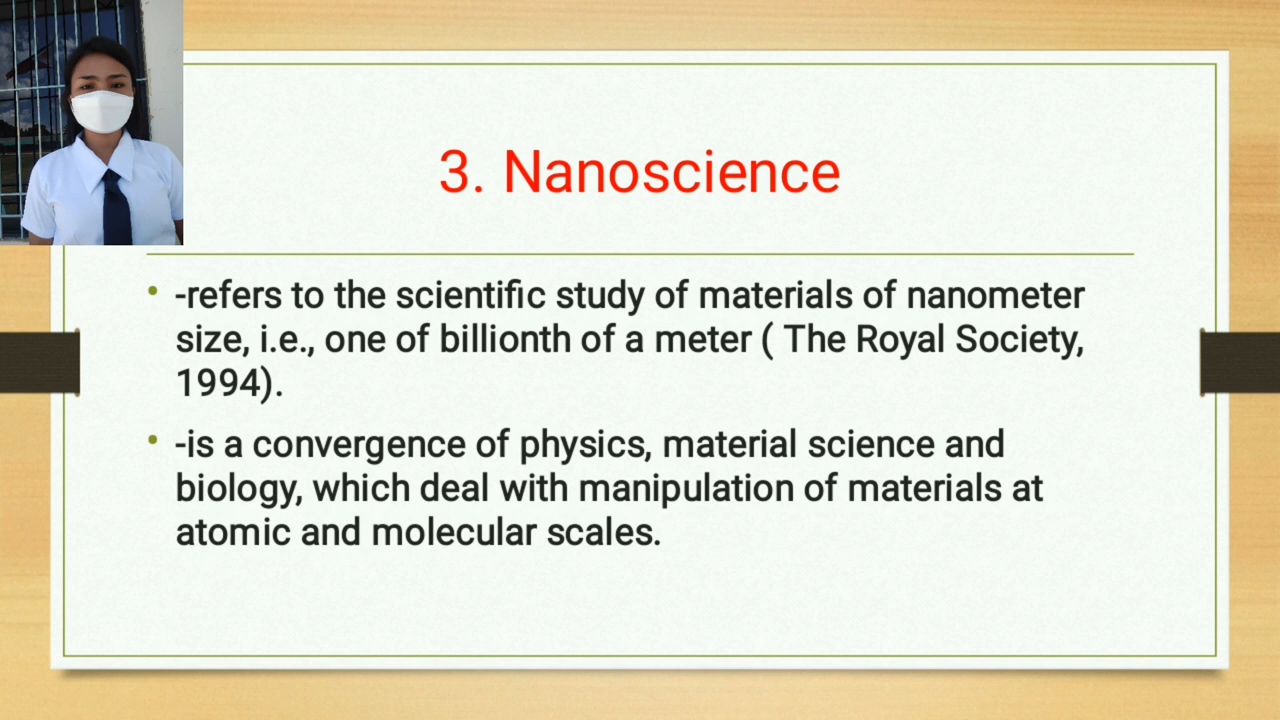 3. Nanoscience
• -refers to the scientific study of materials of nanometer
size, i.e., one of billionth of a meter ( The Royal Society,
1994).
• -is a convergence of physics, material science and
biology, which deal with manipulation of materials at
atomic and molecular scales.